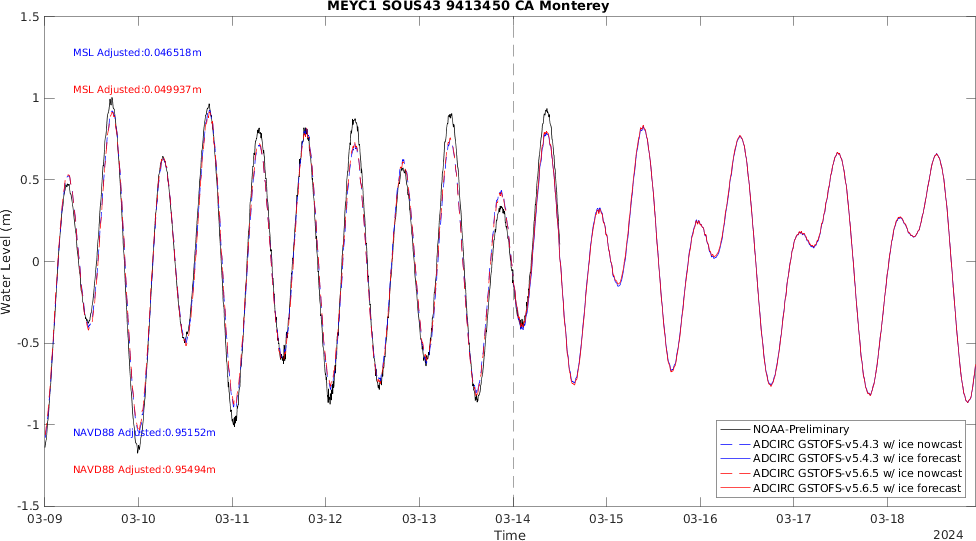 MEYC1 SOUS43 9413450 CA Monterey
1.5
MSL Adjusted:0.046518m
MSL Adjusted:0.049937m
1
0.5
Water Level (m)
0
-0.5
-1
NAVD88 Adjusted:0.95152m
NAVD88 Adjusted:0.95494m
-1.5
NOAA-Preliminary
ADCIRC GSTOFS-v5.4.3 w/ ice nowcast
ADCIRC GSTOFS-v5.4.3 w/ ice forecast
ADCIRC GSTOFS-v5.6.5 w/ ice nowcast
ADCIRC GSTOFS-v5.6.5 w/ ice forecast
03-09 03-10 03-11 03-12 03-13 03-14 03-15 03-16 03-17 03-18
Time
2024